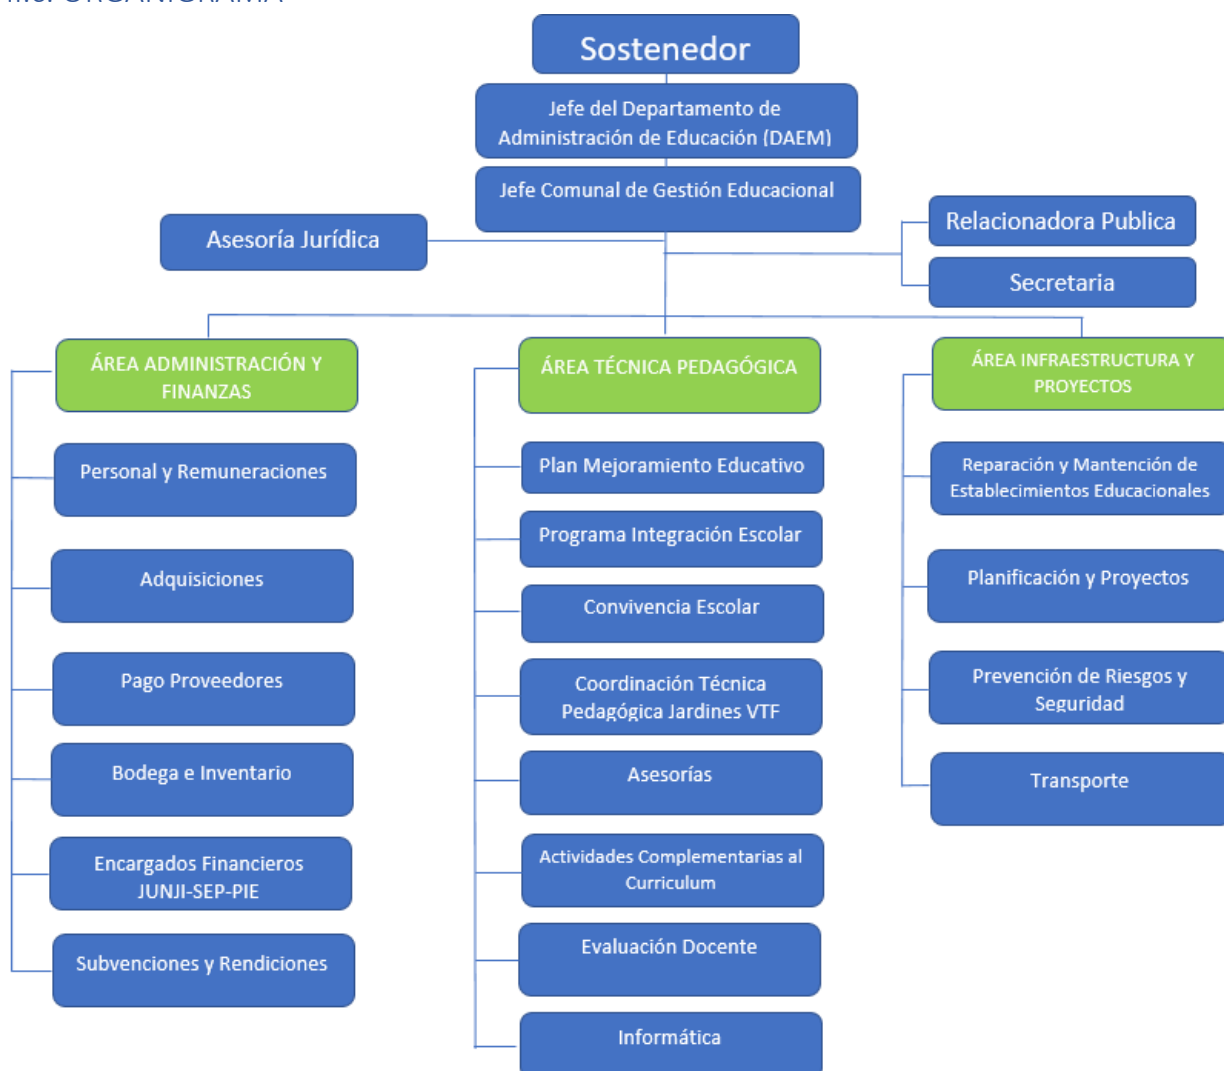 ORGANIGRAMA
Sostenedor
Jefe del Departamento de
Administración de Educación (DAEM)
Jefe Comunal de Gestión Educacional
Asesoría Jurídica
Relacionadora Publica
Secretaria
ÁREA ADMINISTRACIÓN Y
FINANZAS
Personal y Remuneraciones
Adquisiciones
Pago Proveedores
Bodega e Inventario
Encargados Financieros
JUNJI-SEP-PIE
Subvenciones y Rendiciones
ÁREA TÉCNICA PEDAGÓGICA
Plan Mejoramiento Educativo
Programa Integración Escolar
Convivencia Escolar
Coordinación Técnica
Pedagógica Jardines VTF
Asesorías
Actividades Complementarias al
Curriculum
Evaluación Docente
Informática
ÁREA INFRAESTRUCTURA Y
PROYECTOS
Reparación y Mantención de
Establecimientos Educacionales
Planificación y Proyectos
Prevención de Riesgos y
Seguridad
Transporte